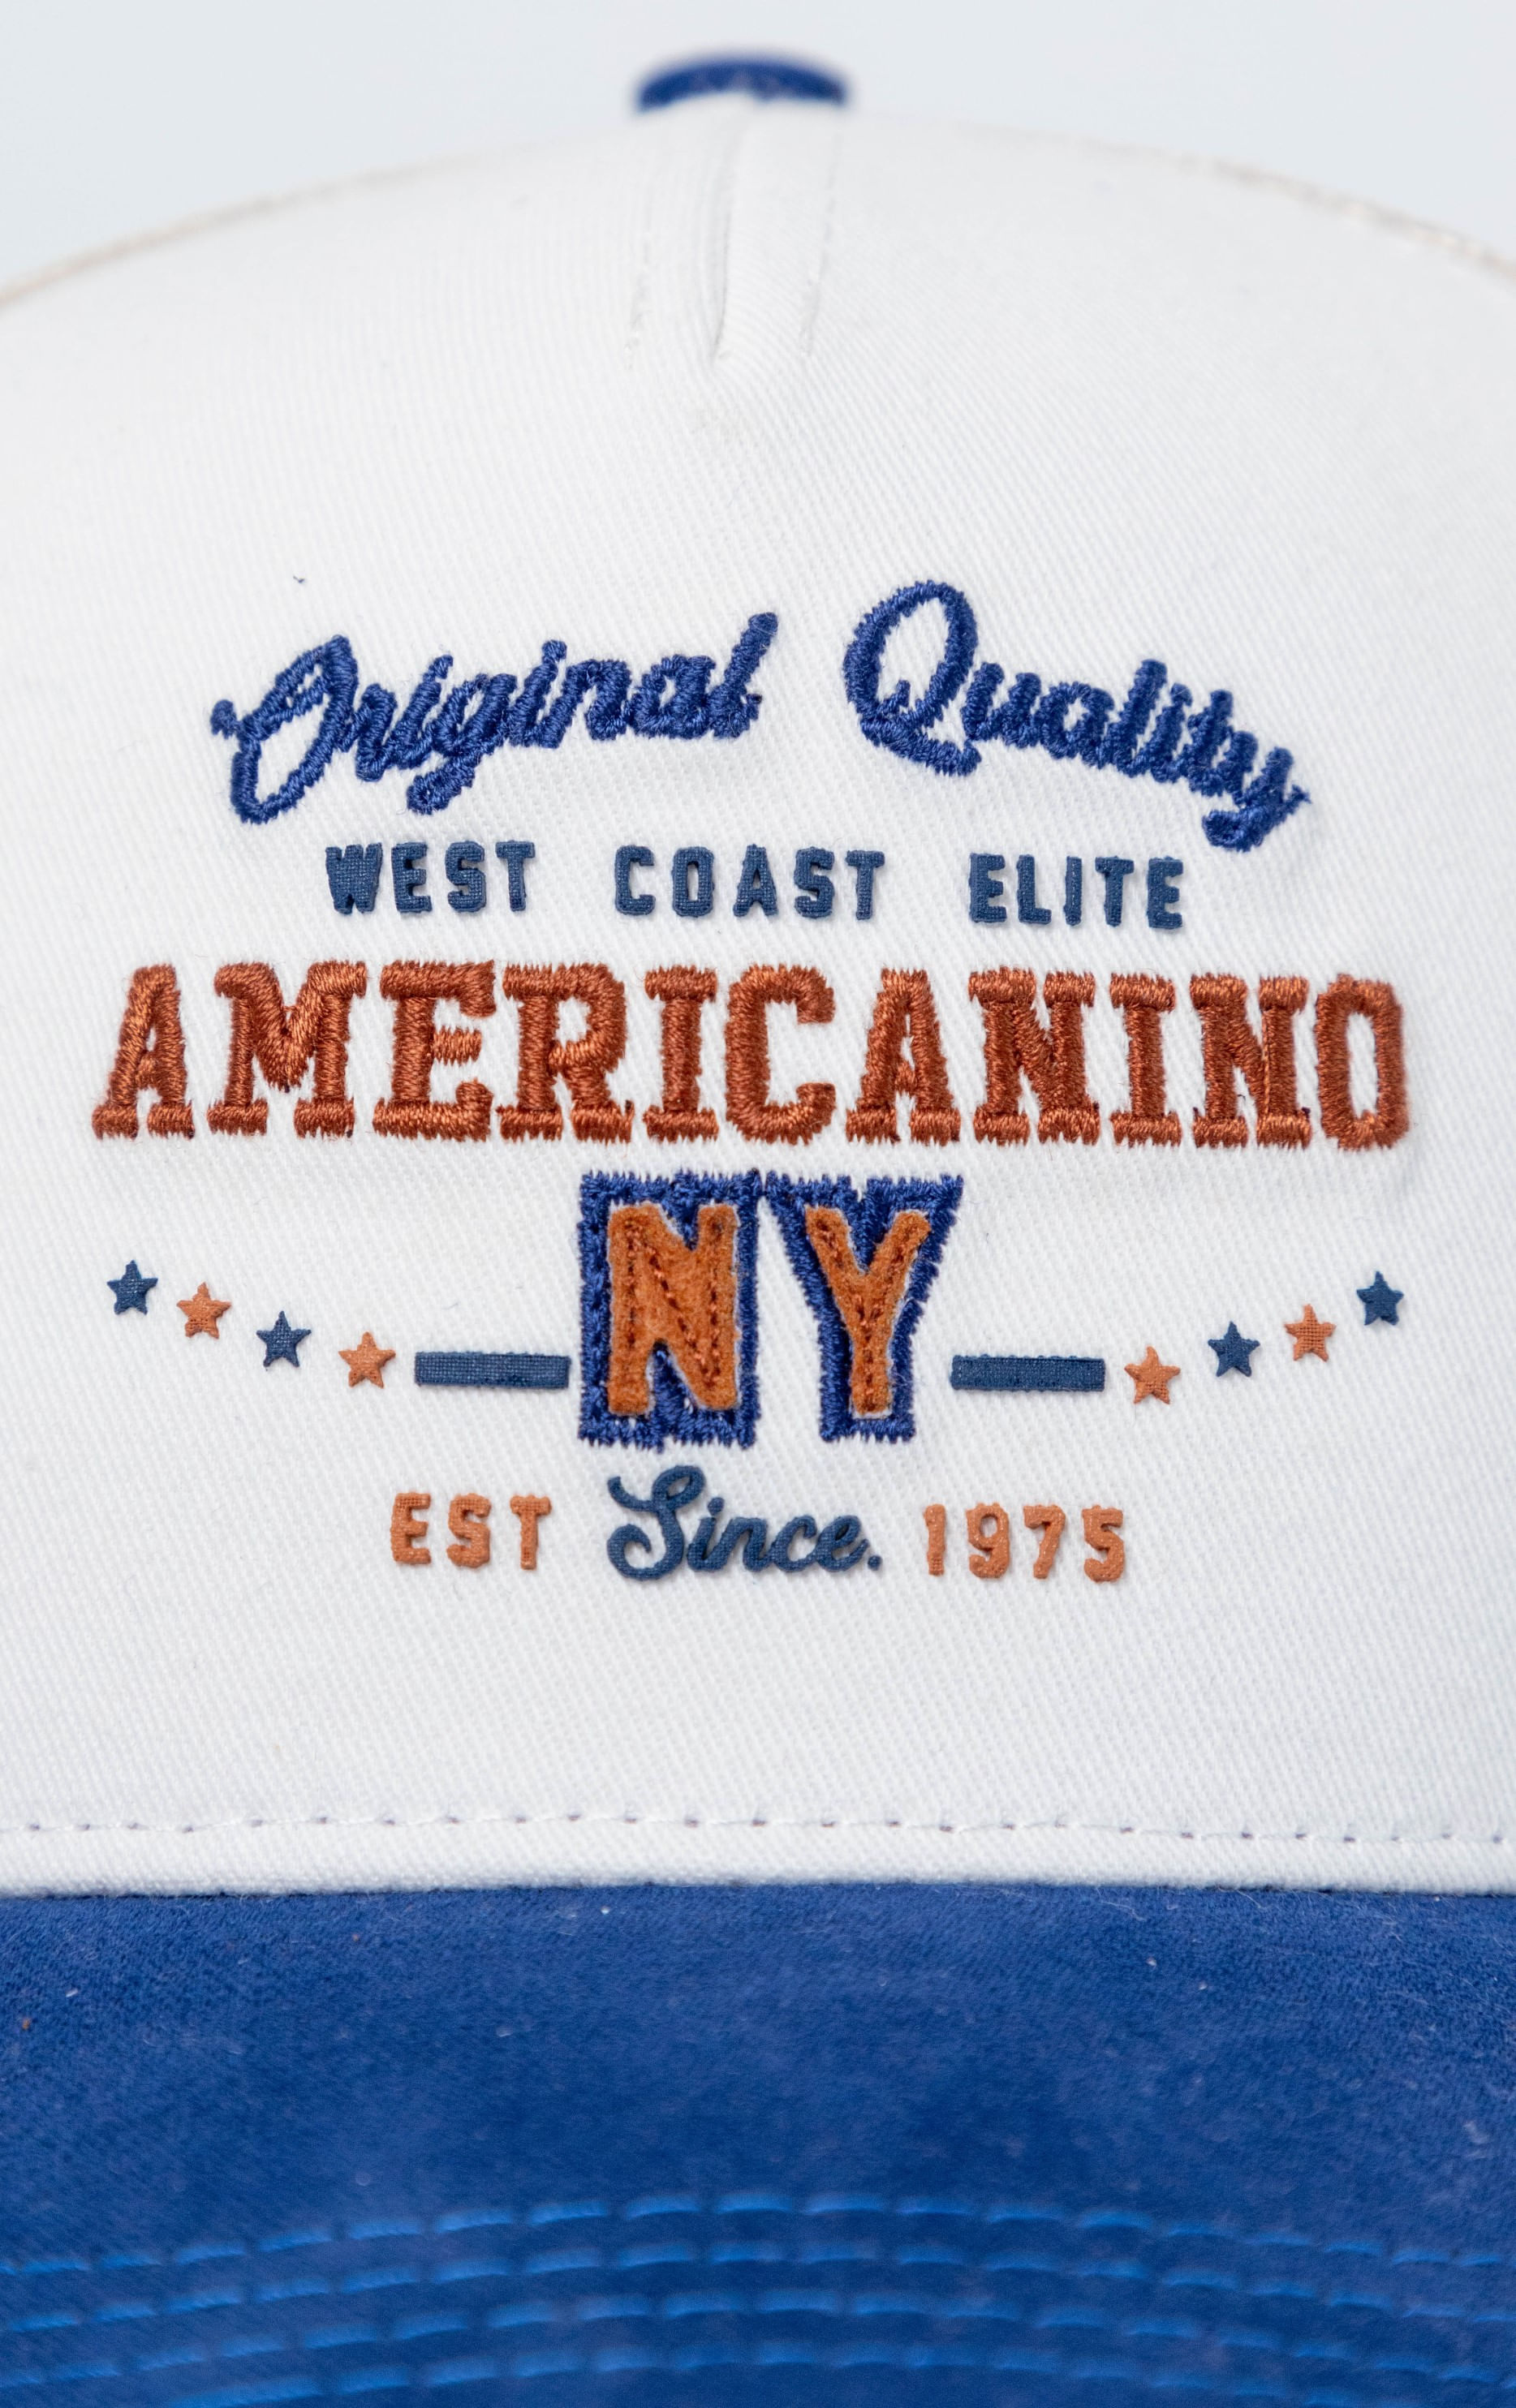 Original Quality
WEST COAST ELITE
AMERICANINO
NY
EST Since. 1975